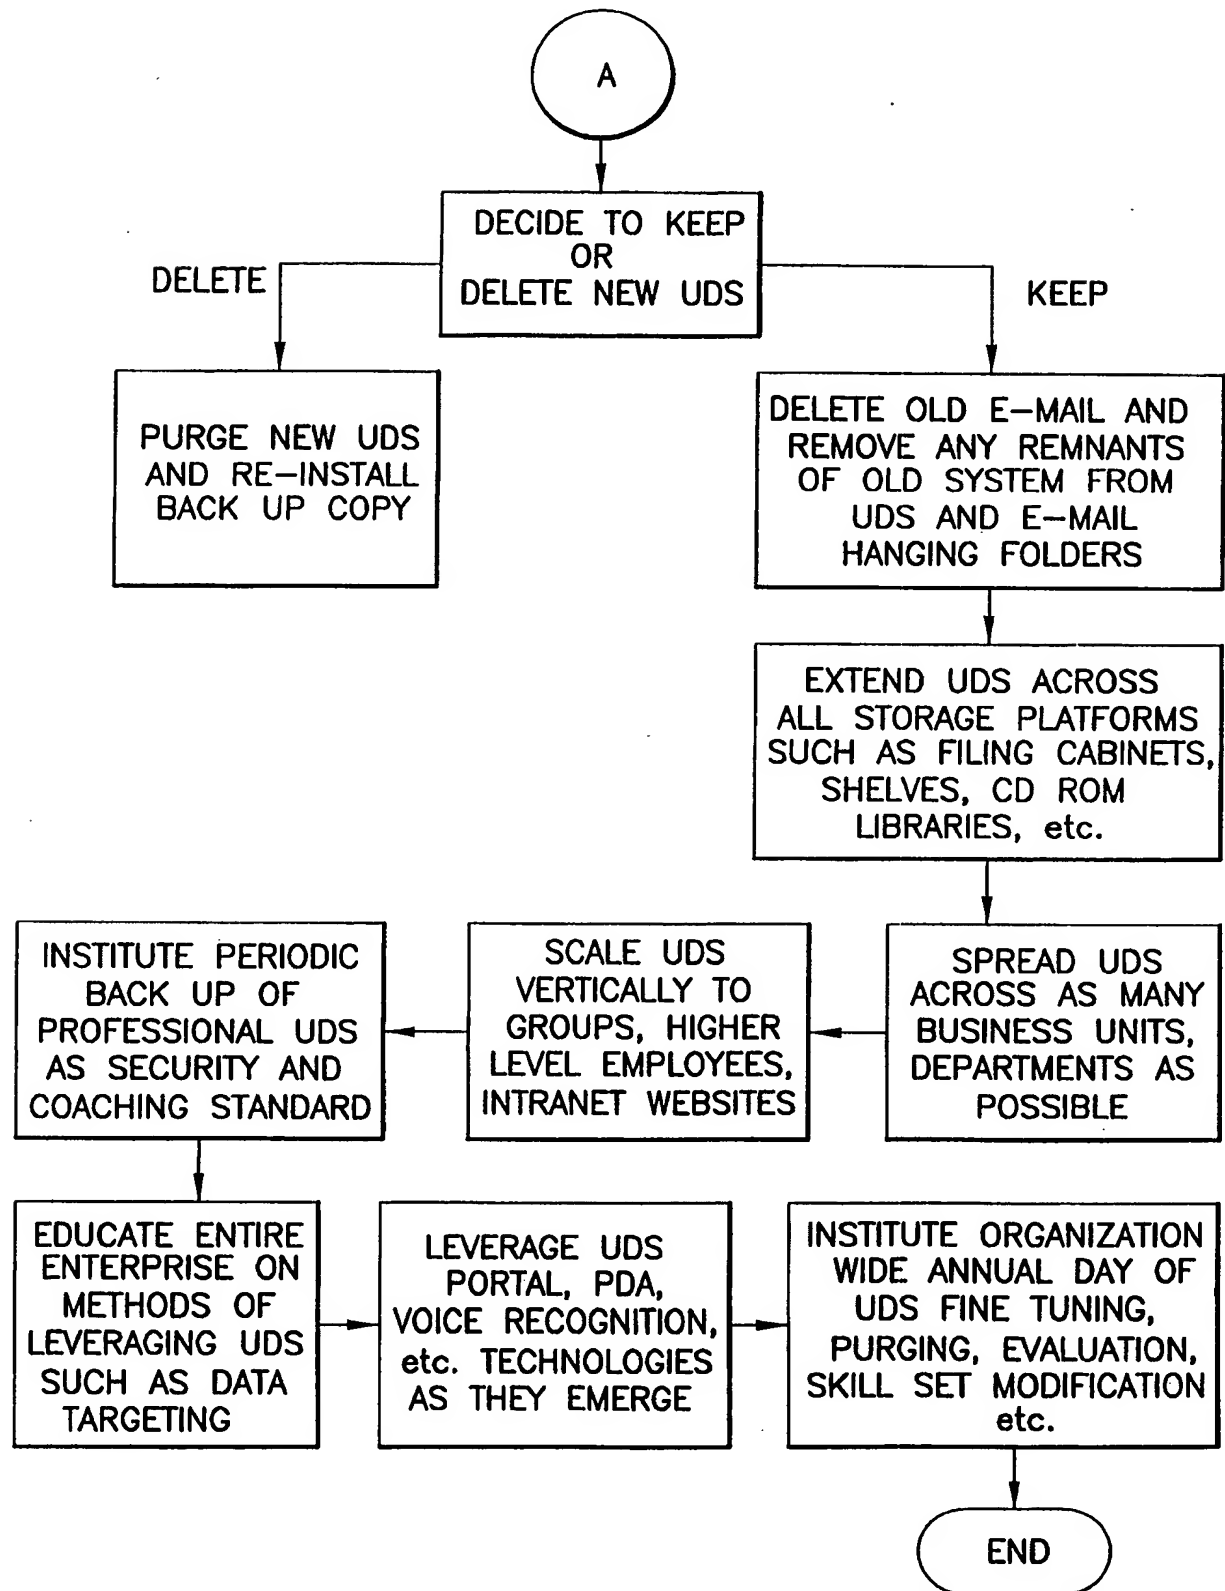 A
DECIDE TO KEEP
OR
DELETE NEW UDS
DELETE
KEEP
PURGE NEW UDS
AND RE-INSTALL
BACK UP COPY
DELETE OLD E-MAIL AND
REMOVE ANY REMNANTS
OF OLD SYSTEM FROM
UDS AND E-MAIL
HANGING FOLDERS
EXTEND UDS ACROSS
ALL STORAGE PLATFORMS
SUCH AS FILING CABINETS,
SHELVES, CD ROM
LIBRARIES, etc.
SPREAD UDS
ACROSS AS MANY
BUSINESS UNITS,
DEPARTMENTS AS
POSSIBLE
SCALE UDS
VERTICALLY TO
GROUPS, HIGHER
LEVEL EMPLOYEES,
INTRANET WEBSITES
INSTITUTE PERIODIC
BACK UP OF
PROFESSIONAL UDS
AS SECURITY AND
COACHING STANDARD
EDUCATE ENTIRE
ENTERPRISE ON
METHODS OF
LEVERAGING UDS
SUCH AS DATA
TARGETING
LEVERAGE UDS
PORTAL, PDA,
VOICE RECOGNITION,
etc. TECHNOLOGIES
AS THEY EMERGE
INSTITUTE ORGANIZATION
WIDE ANNUAL DAY OF
UDS FINE TUNING,
PURGING, EVALUATION,
SKILL SET MODIFICATION
etc.
END